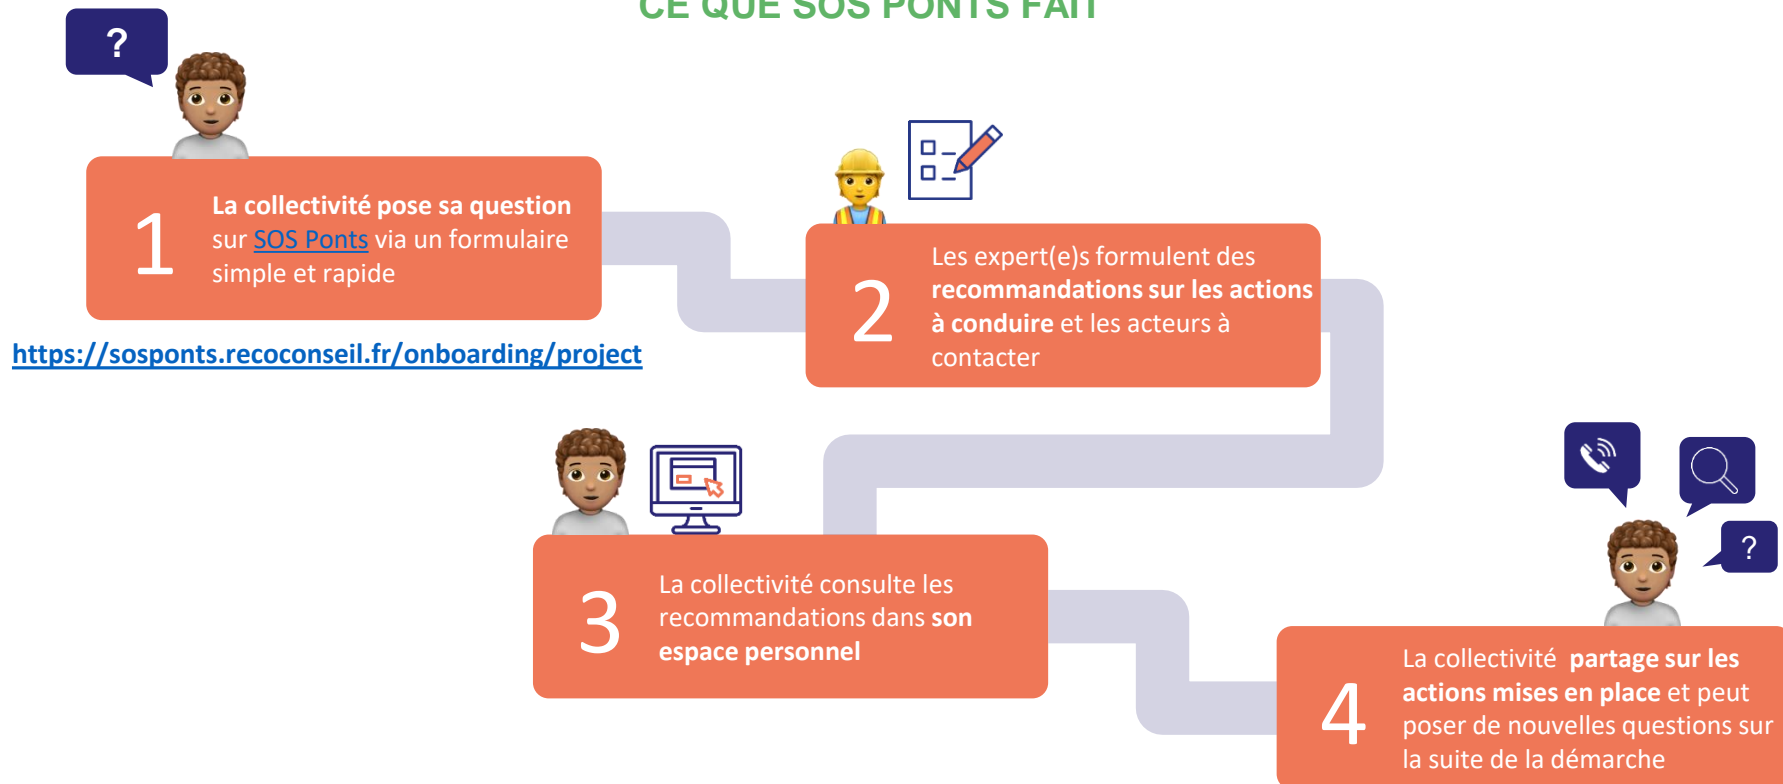 CE QUE SOS PONTS FAIT
?
1
La collectivité pose sa question
sur SOS Ponts via un formulaire
simple et rapide
https://sosponts.recoconseil.fr/onboarding/project
2
Les expert(e)s formulent des
recommandations sur les actions
à conduire et les acteurs à
contacter
3
La collectivité consulte les
recommandations dans son
espace personnel
?
4
La collectivité partage sur les
actions mises en place et peut
poser de nouvelles questions sur
la suite de la démarche